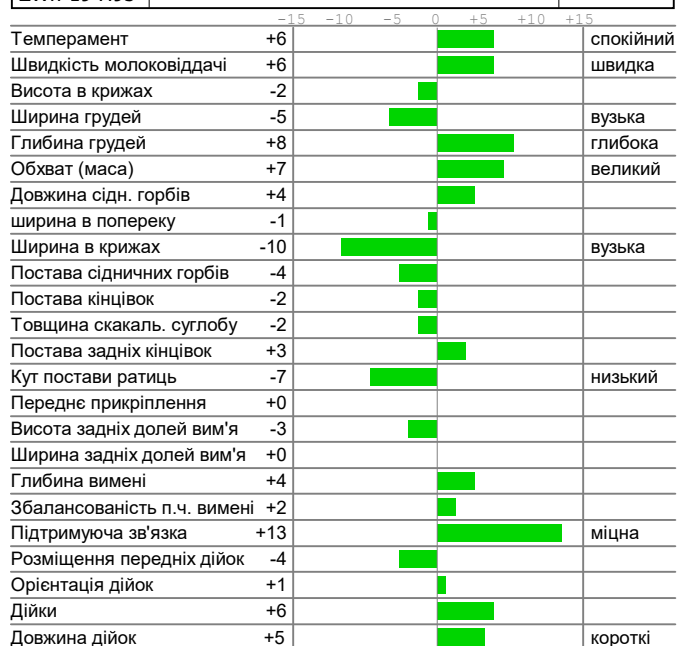 -15 -10 -5 0 +5 +10 +15
Темперамент +6 спокійний
Швидкість молоковіддачі +6 швидка
Висота в крижах -2
Ширина грудей -5 вузька
Глибина грудей +8 глибока
Обхват (маса) +7 великий
Довжина сідн. горбів +4
ширина в попереку -1
Ширина в крижах -10 вузька
Постава сідничних горбів -4
Постава кінцівок -2
Товщина скакаль. суглобу -2
Постава задніх кінцівок +3
Кут постави ратиць -7 низький
Переднє прикріплення +0
Висота задніх долей вим'я -3
Ширина задніх долей вим'я +0
Глибина вимені +4
Збалансованість п.ч. вимені +2
Підтримуюча зв'язка +13 міцна
Розміщення передніх дійок -4
Орієнтація дійок +1
Дійки +6
Довжина дійок +5 короткі